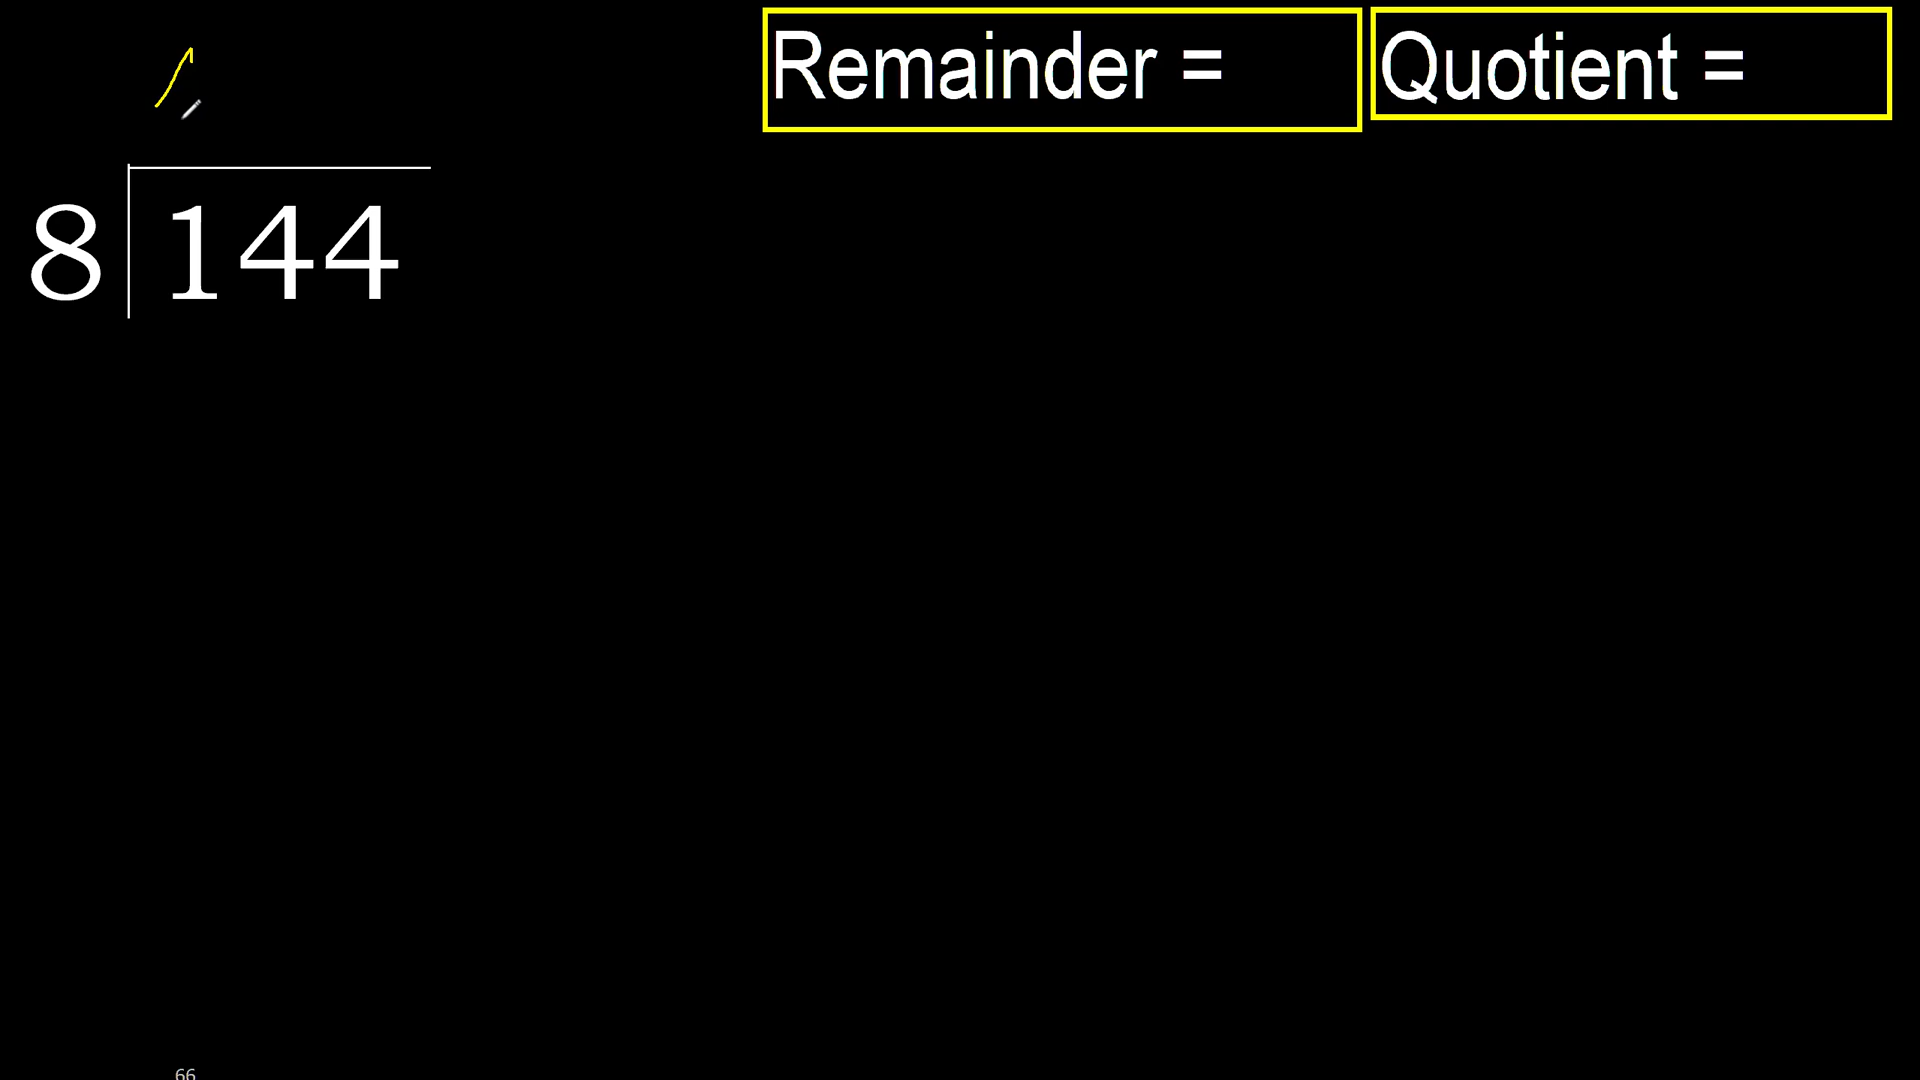 Remainder = Quotient =
8 144
66